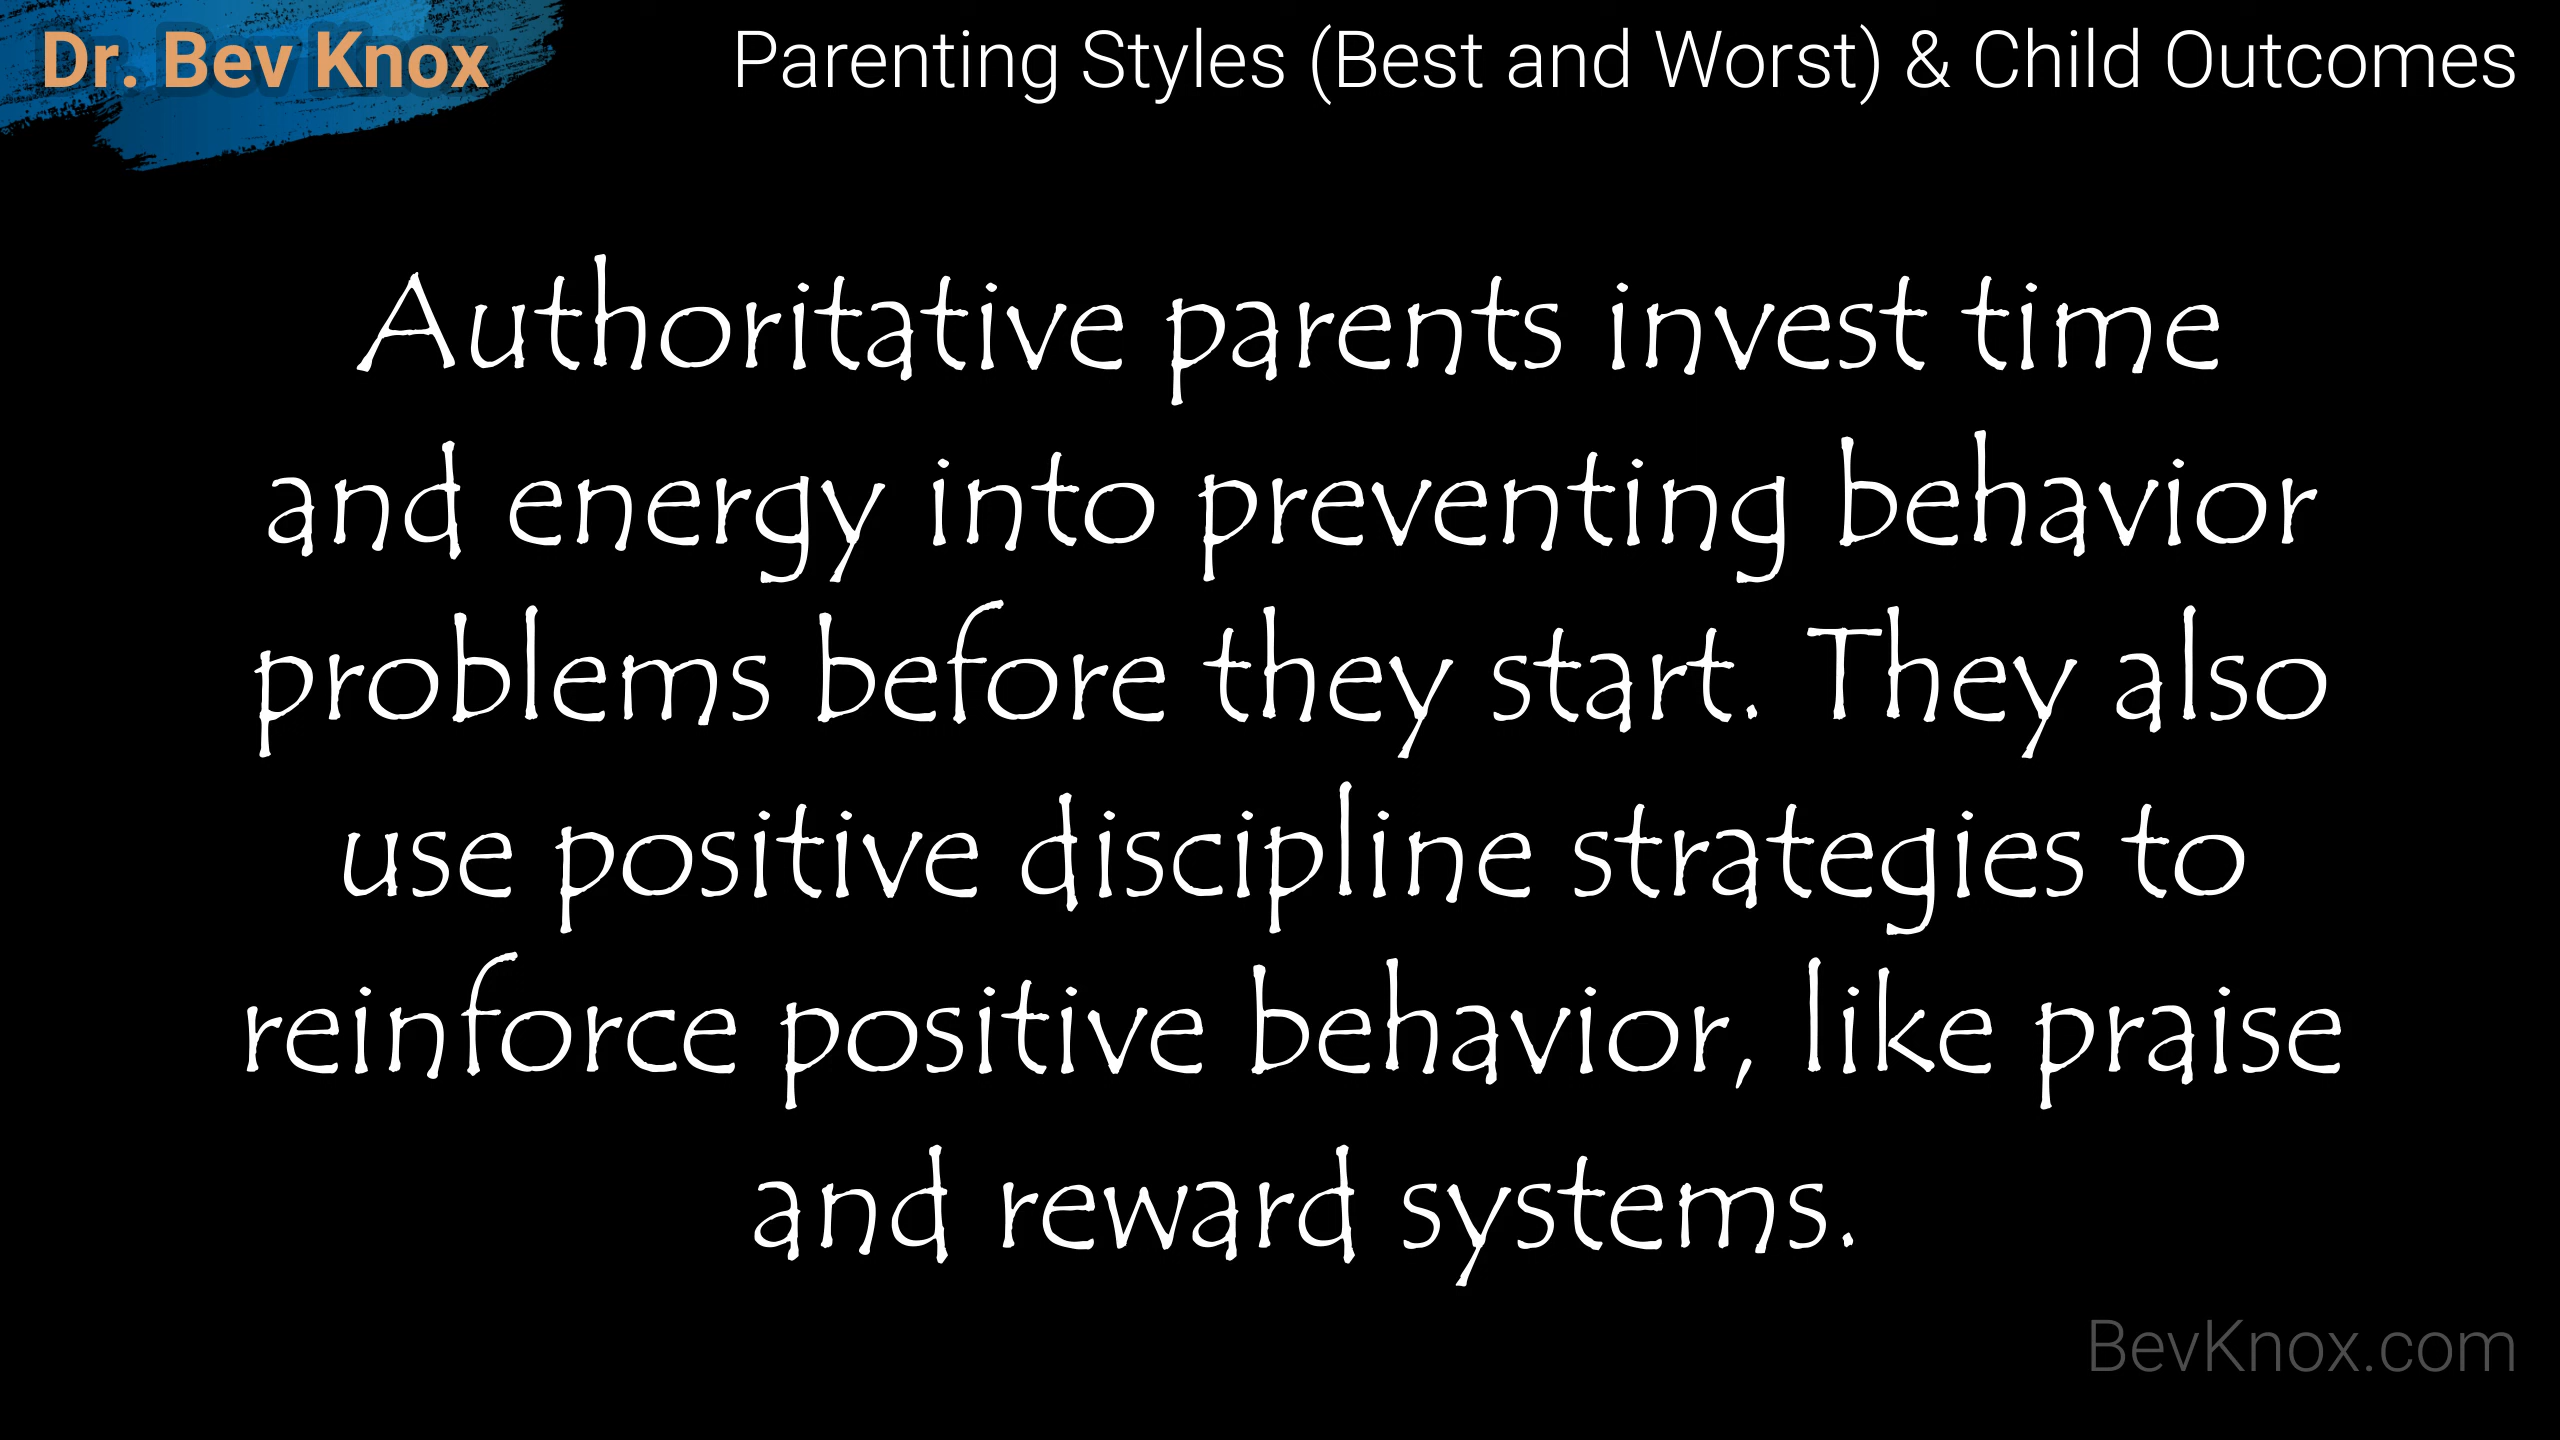 Dr. Bev Knox
Parenting Styles (Best and Worst) & Child Outcomes
Authoritative parents invest time
and energy into preventing behavior
problems before they start. They also
use positive discipline strategies to
reinforce positive behavior, like praise
and reward systems.
BevKnox.com